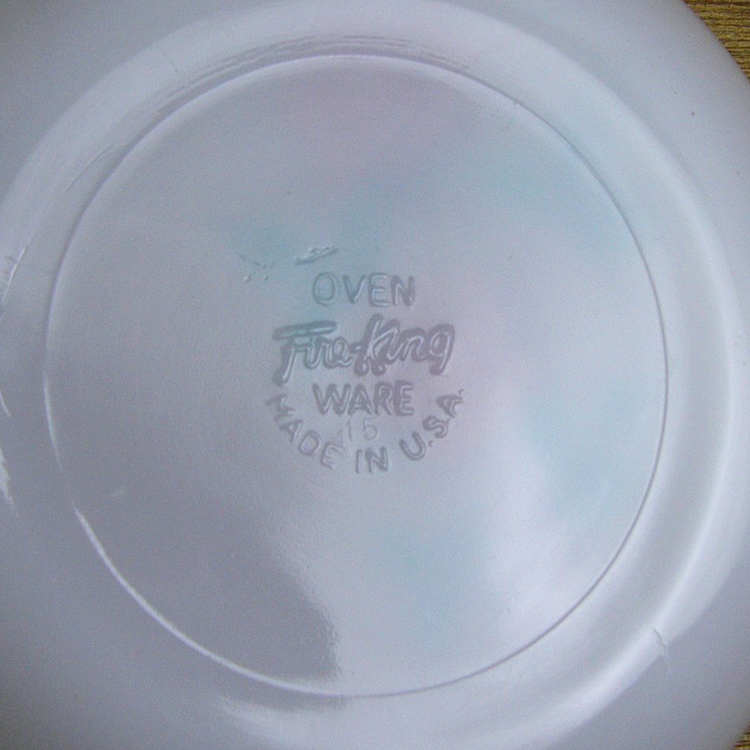 OVEN
Fire-King
WARE
15
MADE IN U.S.A.